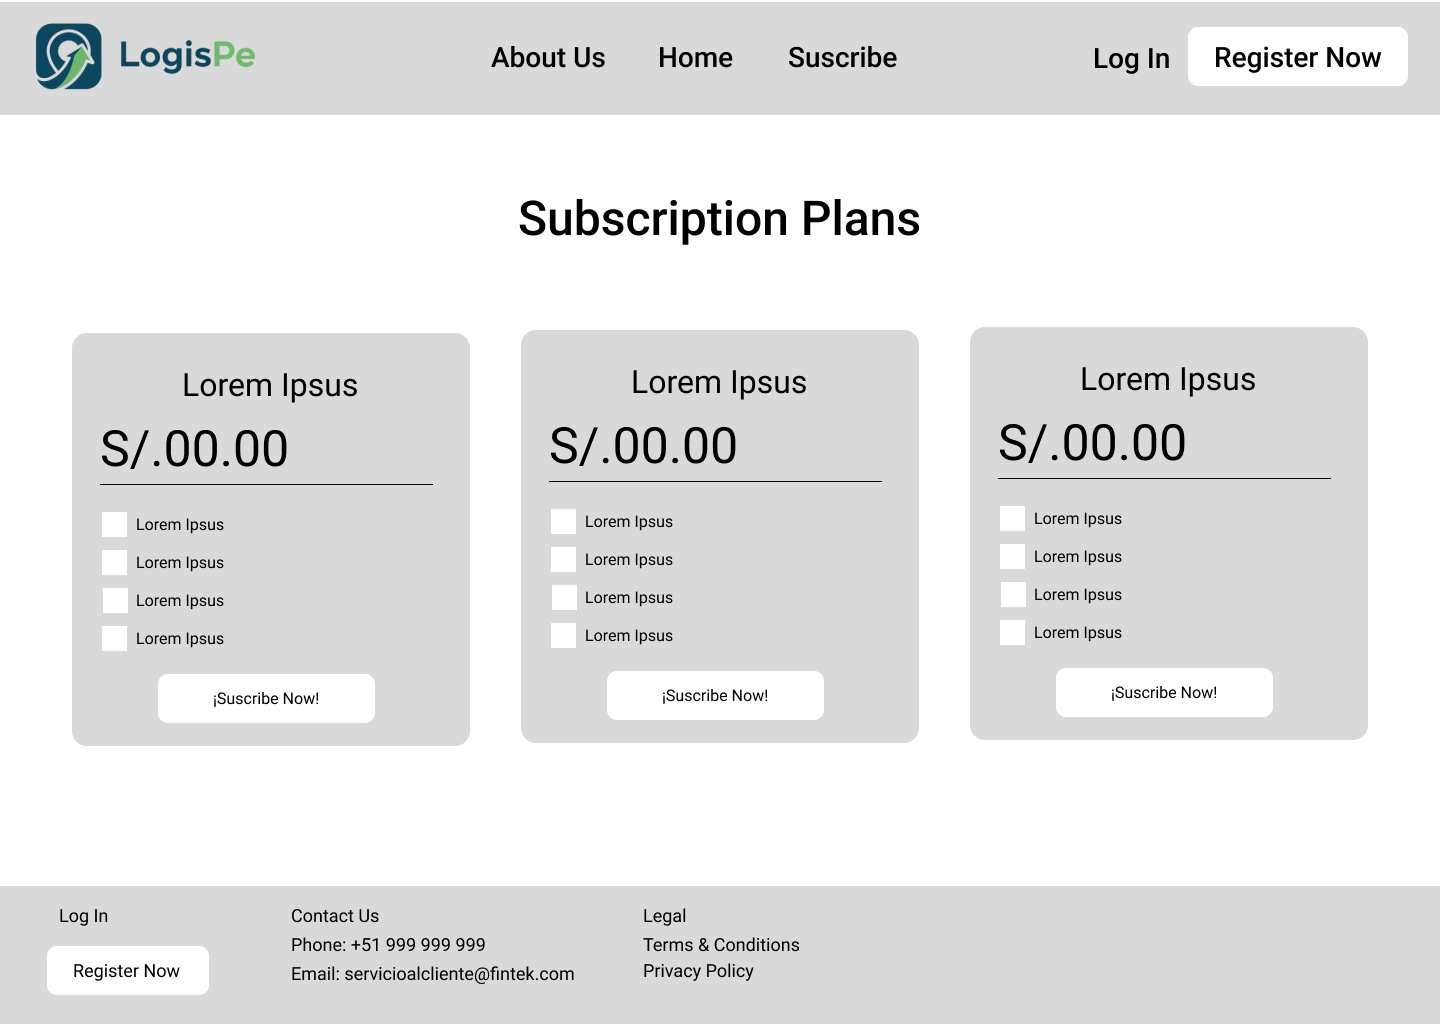 LogisPe
About Us Home Suscribe
Log In Register Now
Subscription Plans
Lorem Ipsus
S/.00.00
Lorem Ipsus
Lorem Ipsus
Lorem Ipsus
Lorem Ipsus
¡Suscribe Now!
Lorem Ipsus
S/.00.00
Lorem Ipsus
Lorem Ipsus
Lorem Ipsus
Lorem Ipsus
¡Suscribe Now!
Lorem Ipsus
S/.00.00
Lorem Ipsus
Lorem Ipsus
Lorem Ipsus
Lorem Ipsus
¡Suscribe Now!
Log In
Register Now
Contact Us
Phone: +51 999 999 999
Email: servicioalcliente@fintek.com
Legal
Terms & Conditions
Privacy Policy